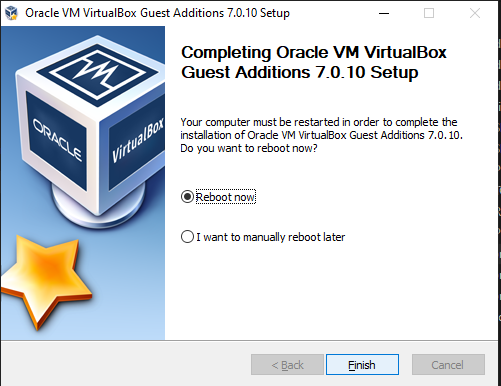 Oracle VM VirtualBox Guest Additions 7.0.10 Setup
Completing Oracle VM VirtualBox
Guest Additions 7.0.10 Setup
ORACLE
VirtualBox
Your computer must be restarted in order to complete the
installation of Oracle VM VirtualBox Guest Additions 7.0.10.
Do you want to reboot now?
Reboot now
I want to manually reboot later
< Back
Finish
Cancel